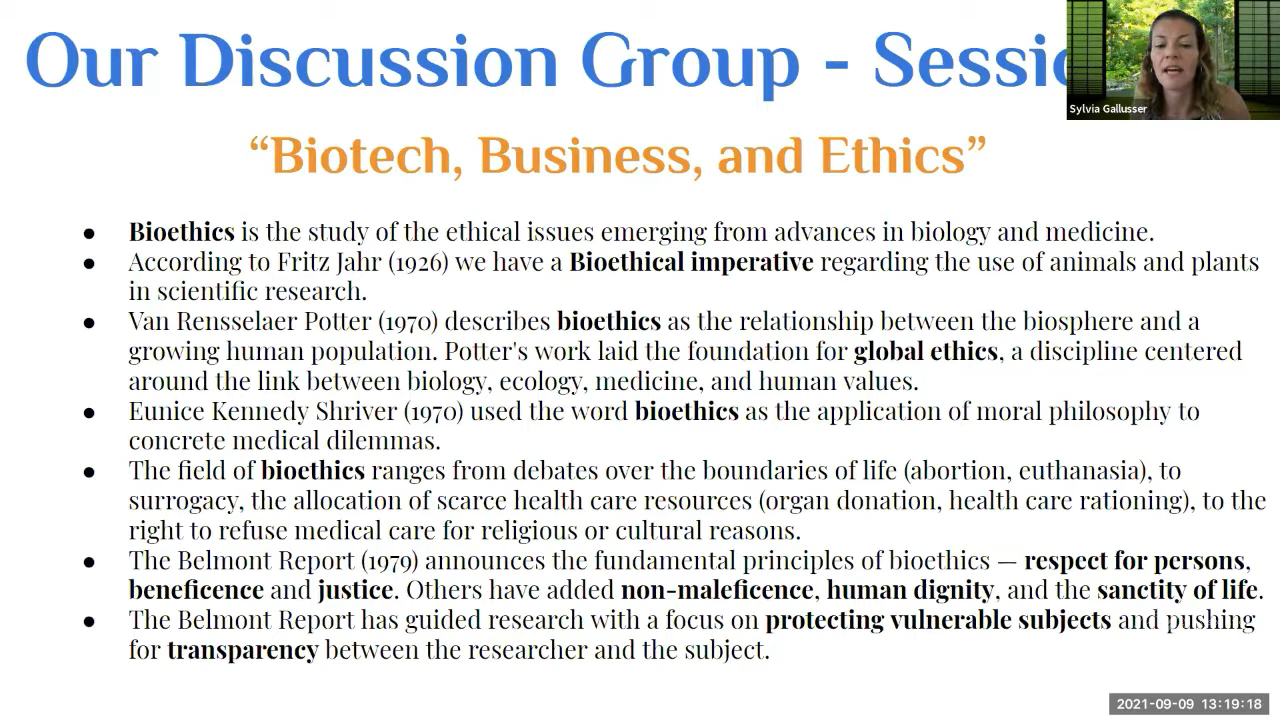 Our Discussion Group - Sessio
Sylvia Gallusser
“Biotech, Business, and Ethics”
● Bioethics is the study of the ethical issues emerging from advances in biology and medicine.
● According to Fritz Jahr (1926) we have a Bioethical imperative regarding the use of animals and plants
in scientific research.
● Van Rensselaer Potter (1970) describes bioethics as the relationship between the biosphere and a
growing human population. Potter's work laid the foundation for global ethics, a discipline centered
around the link between biology, ecology, medicine, and human values.
● Eunice Kennedy Shriver (1970) used the word bioethics as the application of moral philosophy to
concrete medical dilemmas.
● The field of bioethics ranges from debates over the boundaries of life (abortion, euthanasia), to
surrogacy, the allocation of scarce health care resources (organ donation, health care rationing), to the
right to refuse medical care for religious or cultural reasons.
● The Belmont Report (1979) announces the fundamental principles of bioethics — respect for persons,
beneficence and justice. Others have added non-maleficence, human dignity, and the sanctity of life.
● The Belmont Report has guided research with a focus on protecting vulnerable subjects and pushing
for transparency between the researcher and the subject.
2021-09-09 13:19:18